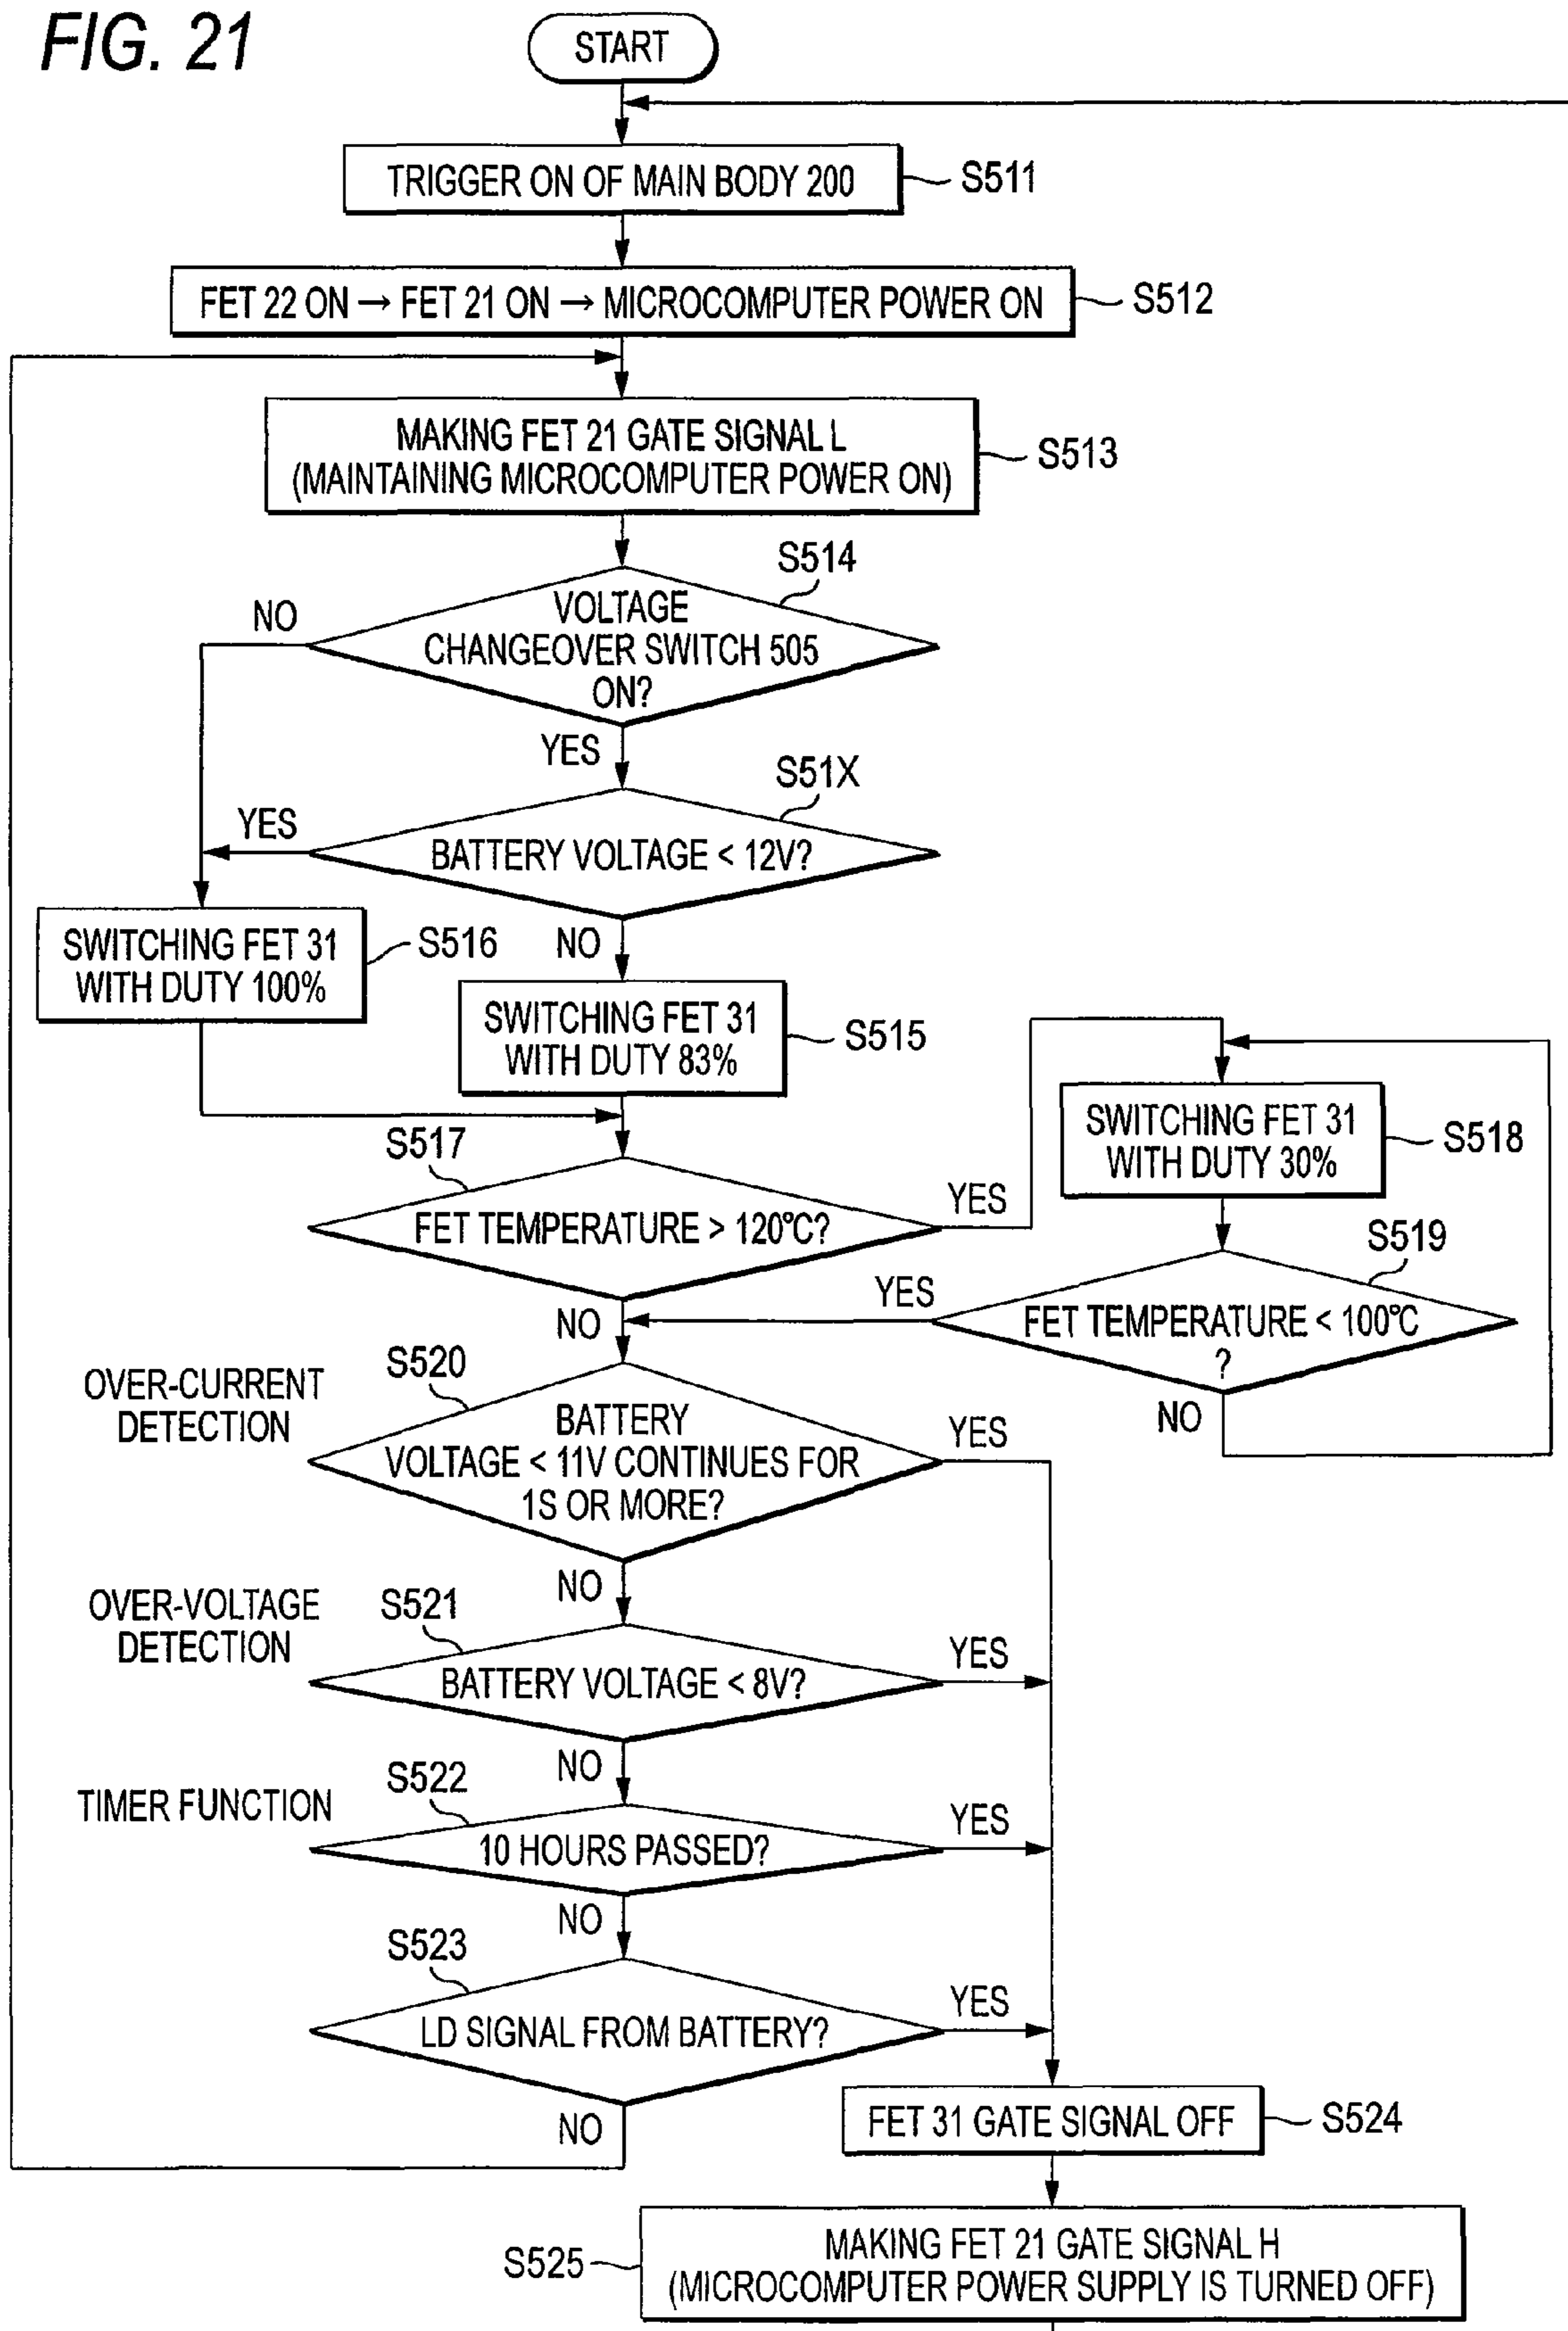 FIG. 21
START
TRIGGER ON OF MAIN BODY 200
S511
FET 22 ON → FET 21 ON → MICROCOMPUTER POWER ON
S512
MAKING FET 21 GATE SIGNAL L
(MAINTAINING MICROCOMPUTER POWER ON)
S513
S514
NO
VOLTAGE
CHANGEOVER SWITCH 505
ON?
YES
S51X
YES
BATTERY VOLTAGE < 12V?
NO
SWITCHING FET 31
WITH DUTY 100%
S516
SWITCHING FET 31
WITH DUTY 83%
S515
S517
FET TEMPERATURE > 120°C?
YES
SWITCHING FET 31
WITH DUTY 30%
S518
S519
YES
FET TEMPERATURE < 100°C
?
NO
NO
OVER-CURRENT
DETECTION
S520
BATTERY
VOLTAGE < 11V CONTINUES FOR
1S OR MORE?
YES
NO
OVER-VOLTAGE
DETECTION
S521
BATTERY VOLTAGE < 8V?
YES
NO
TIMER FUNCTION
S522
10 HOURS PASSED?
YES
NO
S523
LD SIGNAL FROM BATTERY?
YES
NO
FET 31 GATE SIGNAL OFF
S524
S525
MAKING FET 21 GATE SIGNAL H
(MICROCOMPUTER POWER SUPPLY IS TURNED OFF)